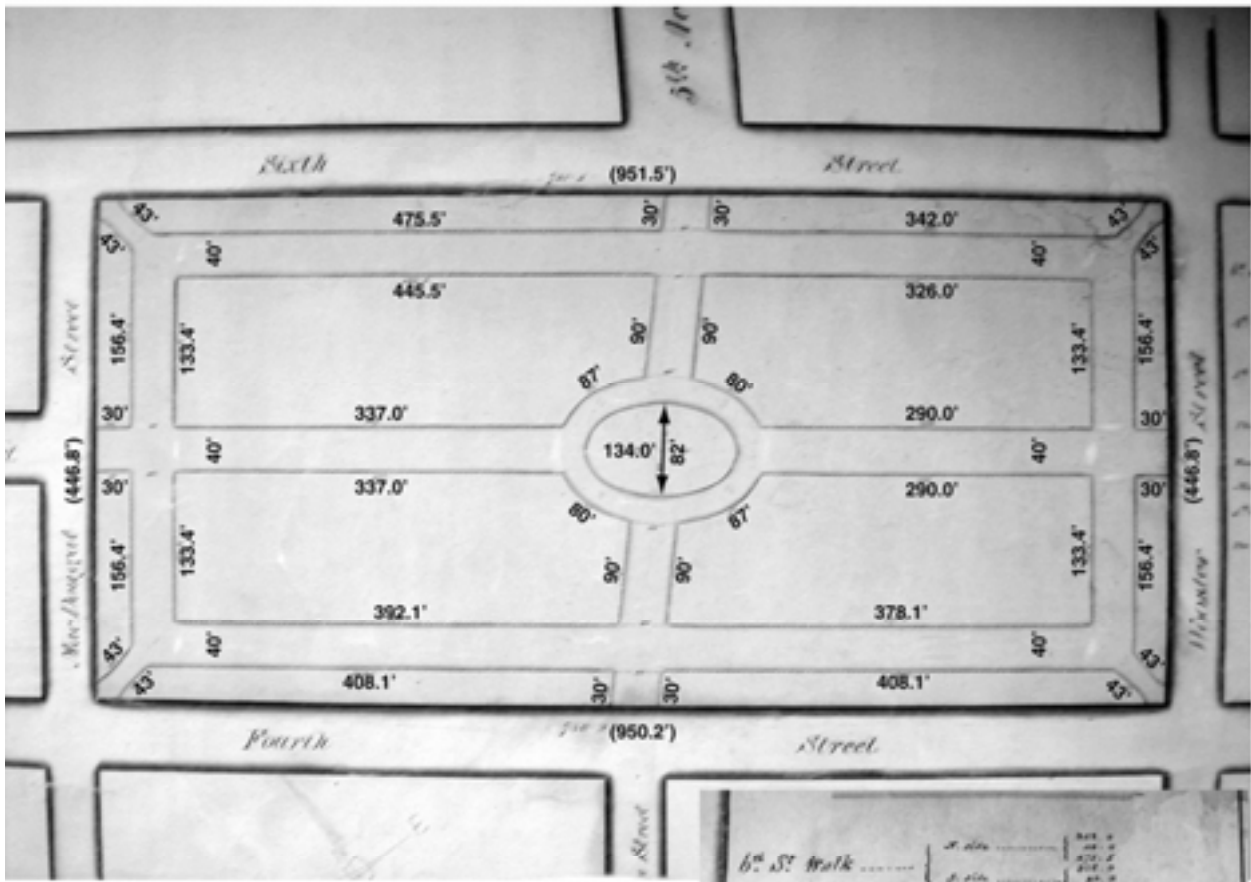 5th Av
Sixth Street
(951.5')
43' 475.5' 30' 30' 342.0' 43'
43' 40' 40' 43'
445.5' 326.0'
Street
156.4' 133.4' 90' 90' 133.4' 156.4'
87' 80'
30' 337.0' 290.0' 30'
(446.8') 40' 134.0' 82' 40' (446.8') Street
30' 337.0' 290.0' 30'
80' 87'
156.4' 133.4' 90' 90' 133.4' 156.4'
392.1' 378.1'
MacDougal Wooster
43' 40' 40' 43'
43' 408.1' 30' 30' 408.1' 43'
(950.2')
Fourth Street
Street
6th St Walk